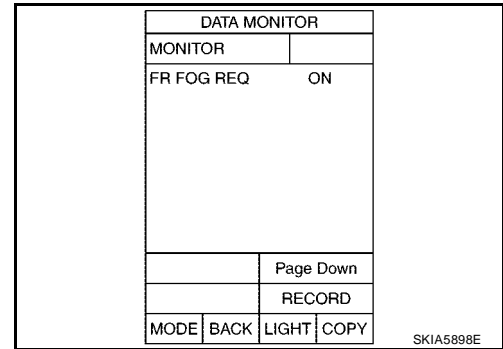 DATA MONITOR
MONITOR
FR FOG REQ ON
Page Down
RECORD
MODE BACK LIGHT COPY
SKIA5898E